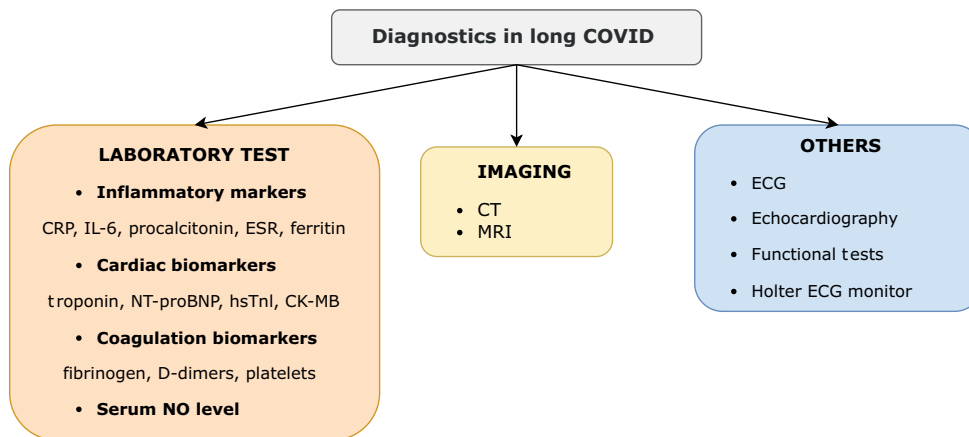 Diagnostics in long COVID
LABORATORY TEST
• Inflammatory markers
CRP, IL-6, procalcitonin, ESR, ferritin
• Cardiac biomarkers
troponin, NT-proBNP, hsTnl, CK-MB
• Coagulation biomarkers
fibrinogen, D-dimers, platelets
• Serum NO level
IMAGING
• CT
• MRI
OTHERS
• ECG
• Echocardiography
• Functional tests
• Holter ECG monitor